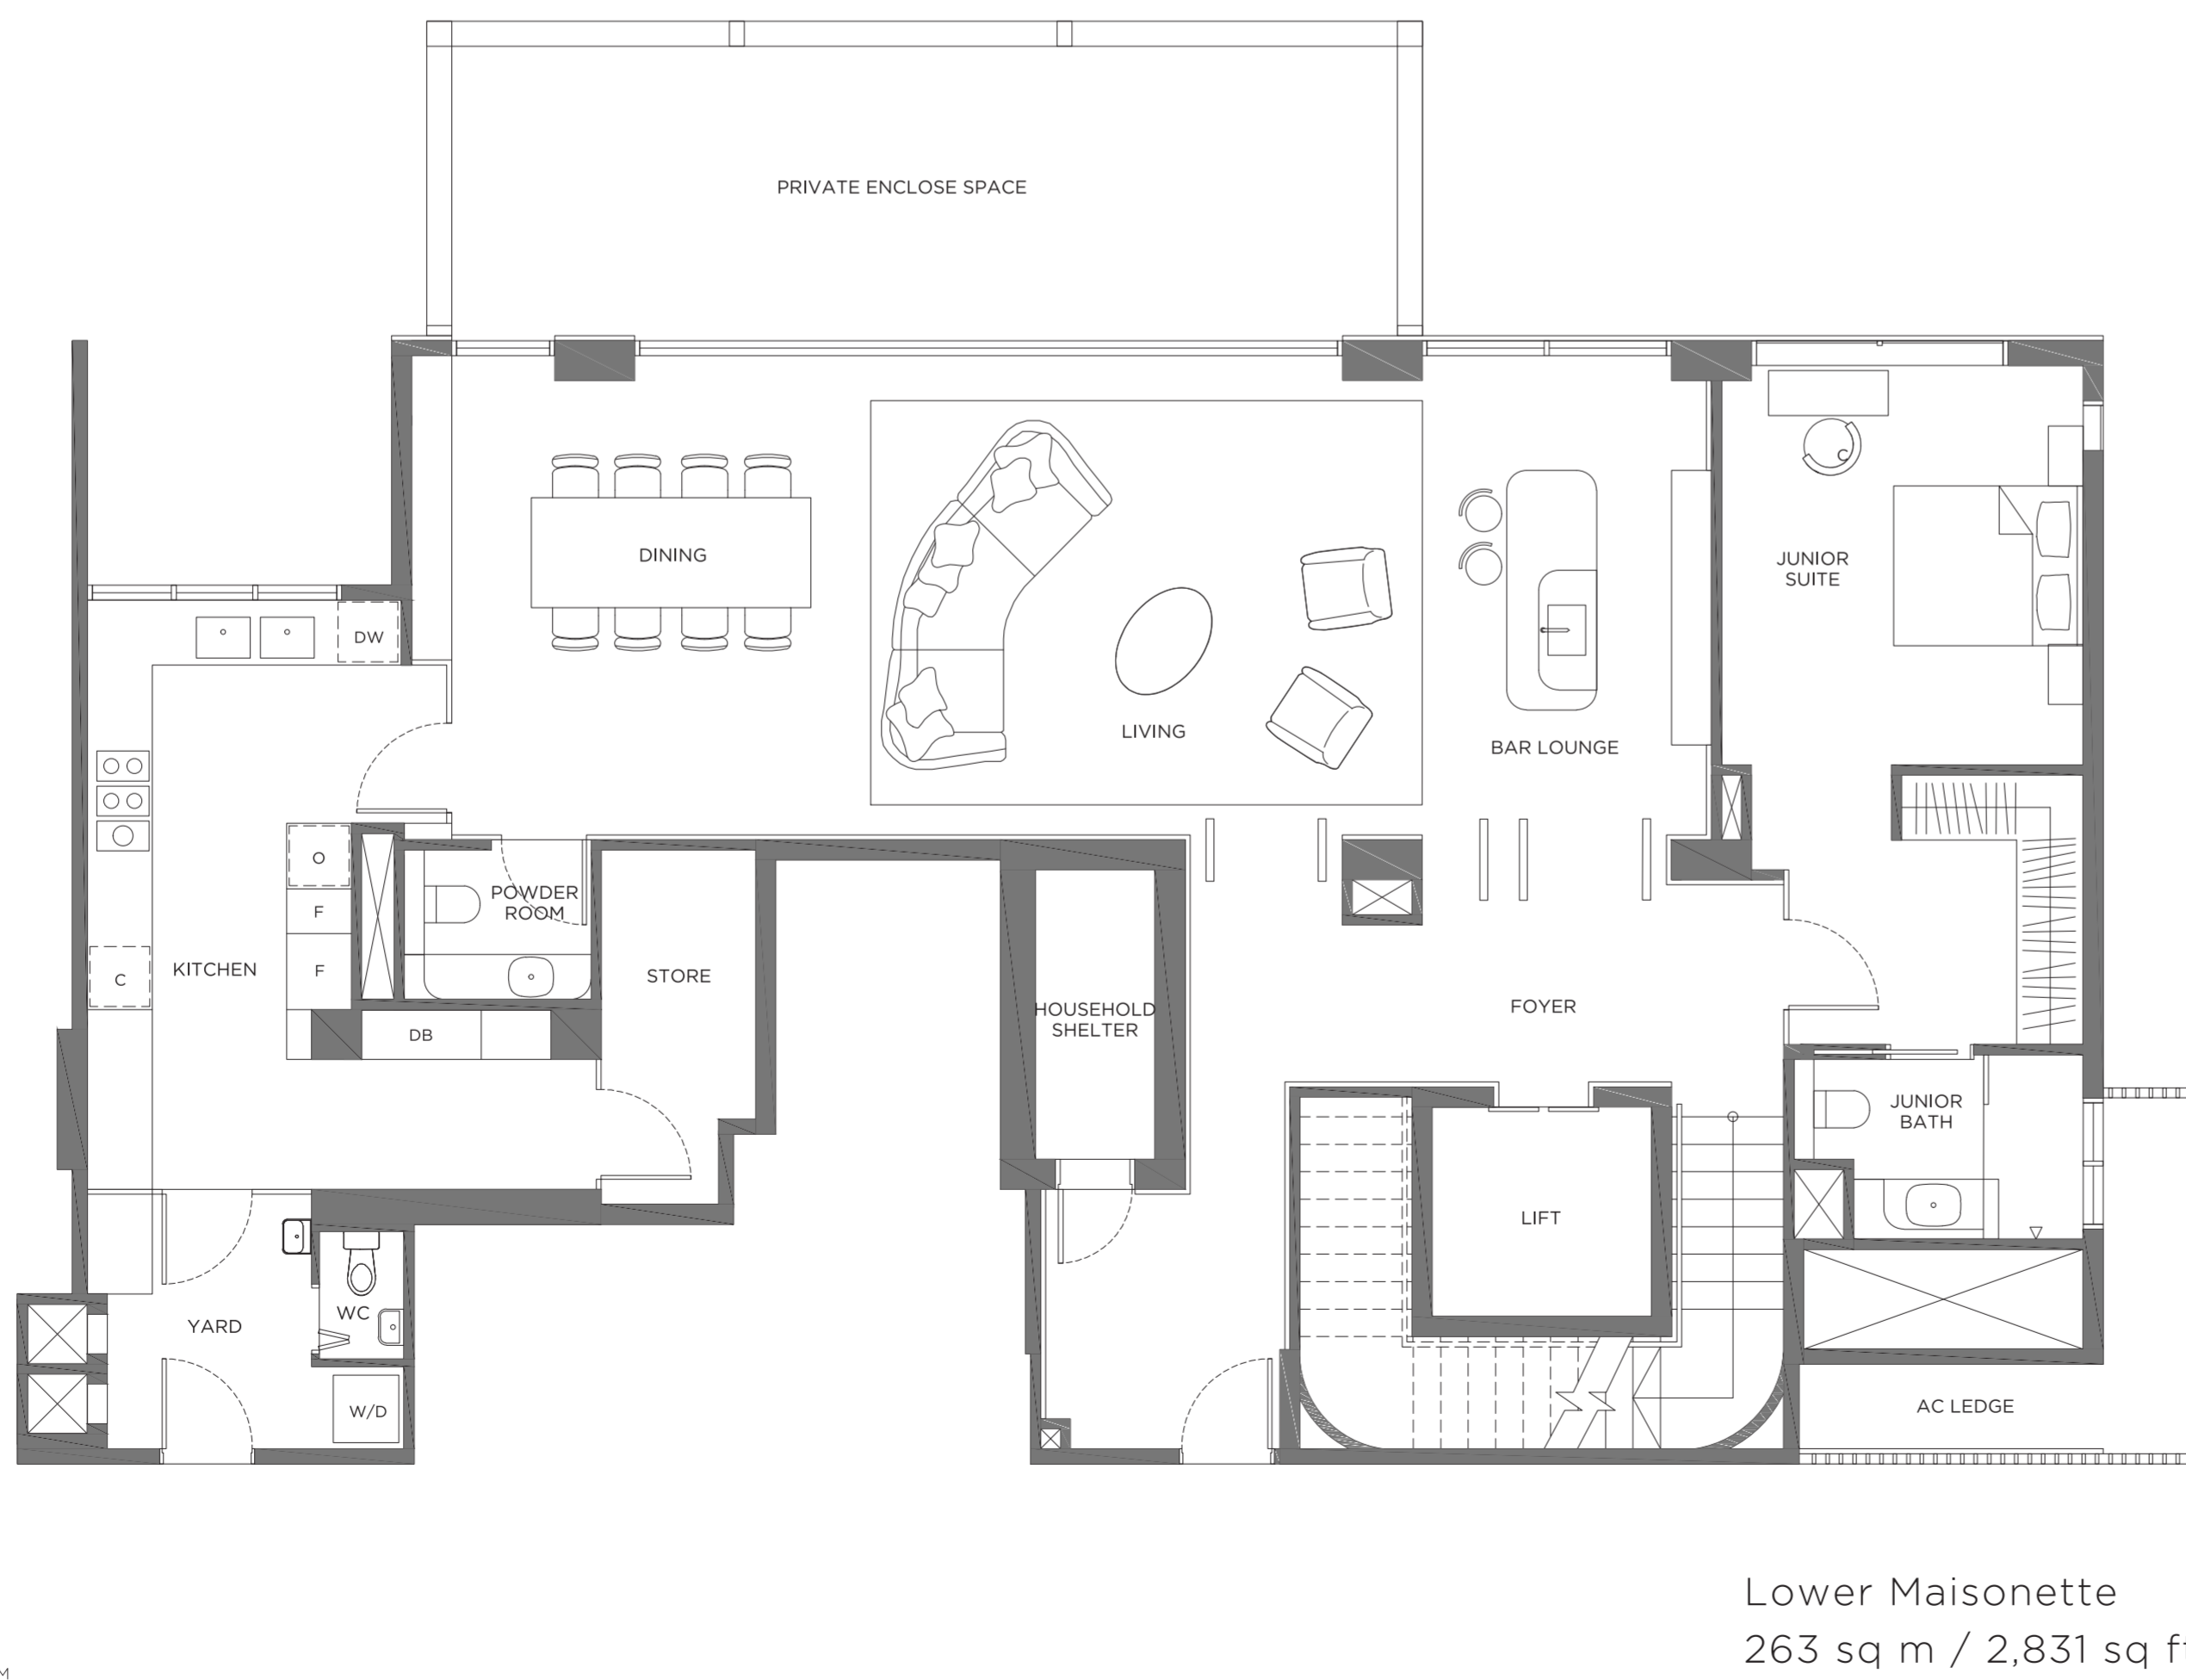 PRIVATE ENCLOSE SPACE
DINING
LIVING
BAR LOUNGE
JUNIOR
SUITE
DW
O
F
F
C
KITCHEN
POWDER
ROOM
STORE
DB
HOUSEHOLD
SHELTER
FOYER
JUNIOR
BATH
LIFT
WC
YARD
W/D
AC LEDGE
Lower Maisonette
263 sq m / 2,831 sq ft
M